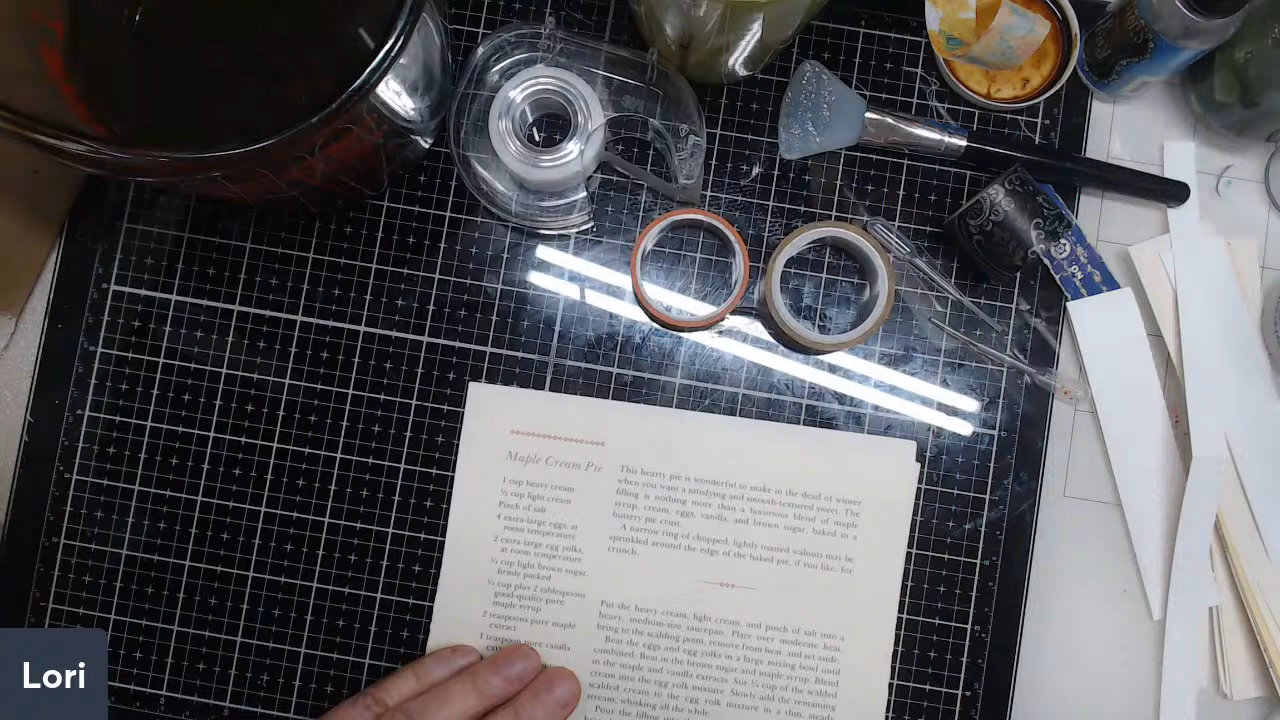 Maple Cream Pie
1 cup heavy cream
½ cup light cream
Pinch of salt
4 extra-large eggs, at
room temperature
2 extra-large egg yolks,
at room temperature
cup light brown sugar,
firmly packed
cup plus 2 tablespoons
good-quality pure
maple syrup
2 teaspoons pure maple
extract
1 teaspoon pure vanilla
This hearty pie is wonderful to make in the dead of winter
when you want a satisfying and smooth-textured sweet. The
filling is nothing more than a luxurious blend of maple
syrup, cream, eggs, vanilla, and brown sugar, baked in a
buttery pie crust.
A narrow ring of chopped, lightly toasted walnuts may be
sprinkled around the edge of the baked pie, if you like, for
crunch.
Put the heavy cream, light cream, and pinch of salt into a
heavy, medium-size saucepan. Place over moderate heat,
bring to the scalding point, remove from heat, and set aside.
Beat the eggs and egg yolks in a large mixing bowl until
combined. Beat in the brown sugar and maple syrup. Blend
in the maple and vanilla extracts. Stir ¼ cup of the scalded
cream into the egg yolk mixture. Slowly add the remaining
scalded cream to the egg yolk mixture in a thin, steady
stream, whisking all the while.
Pour the filling
Lori